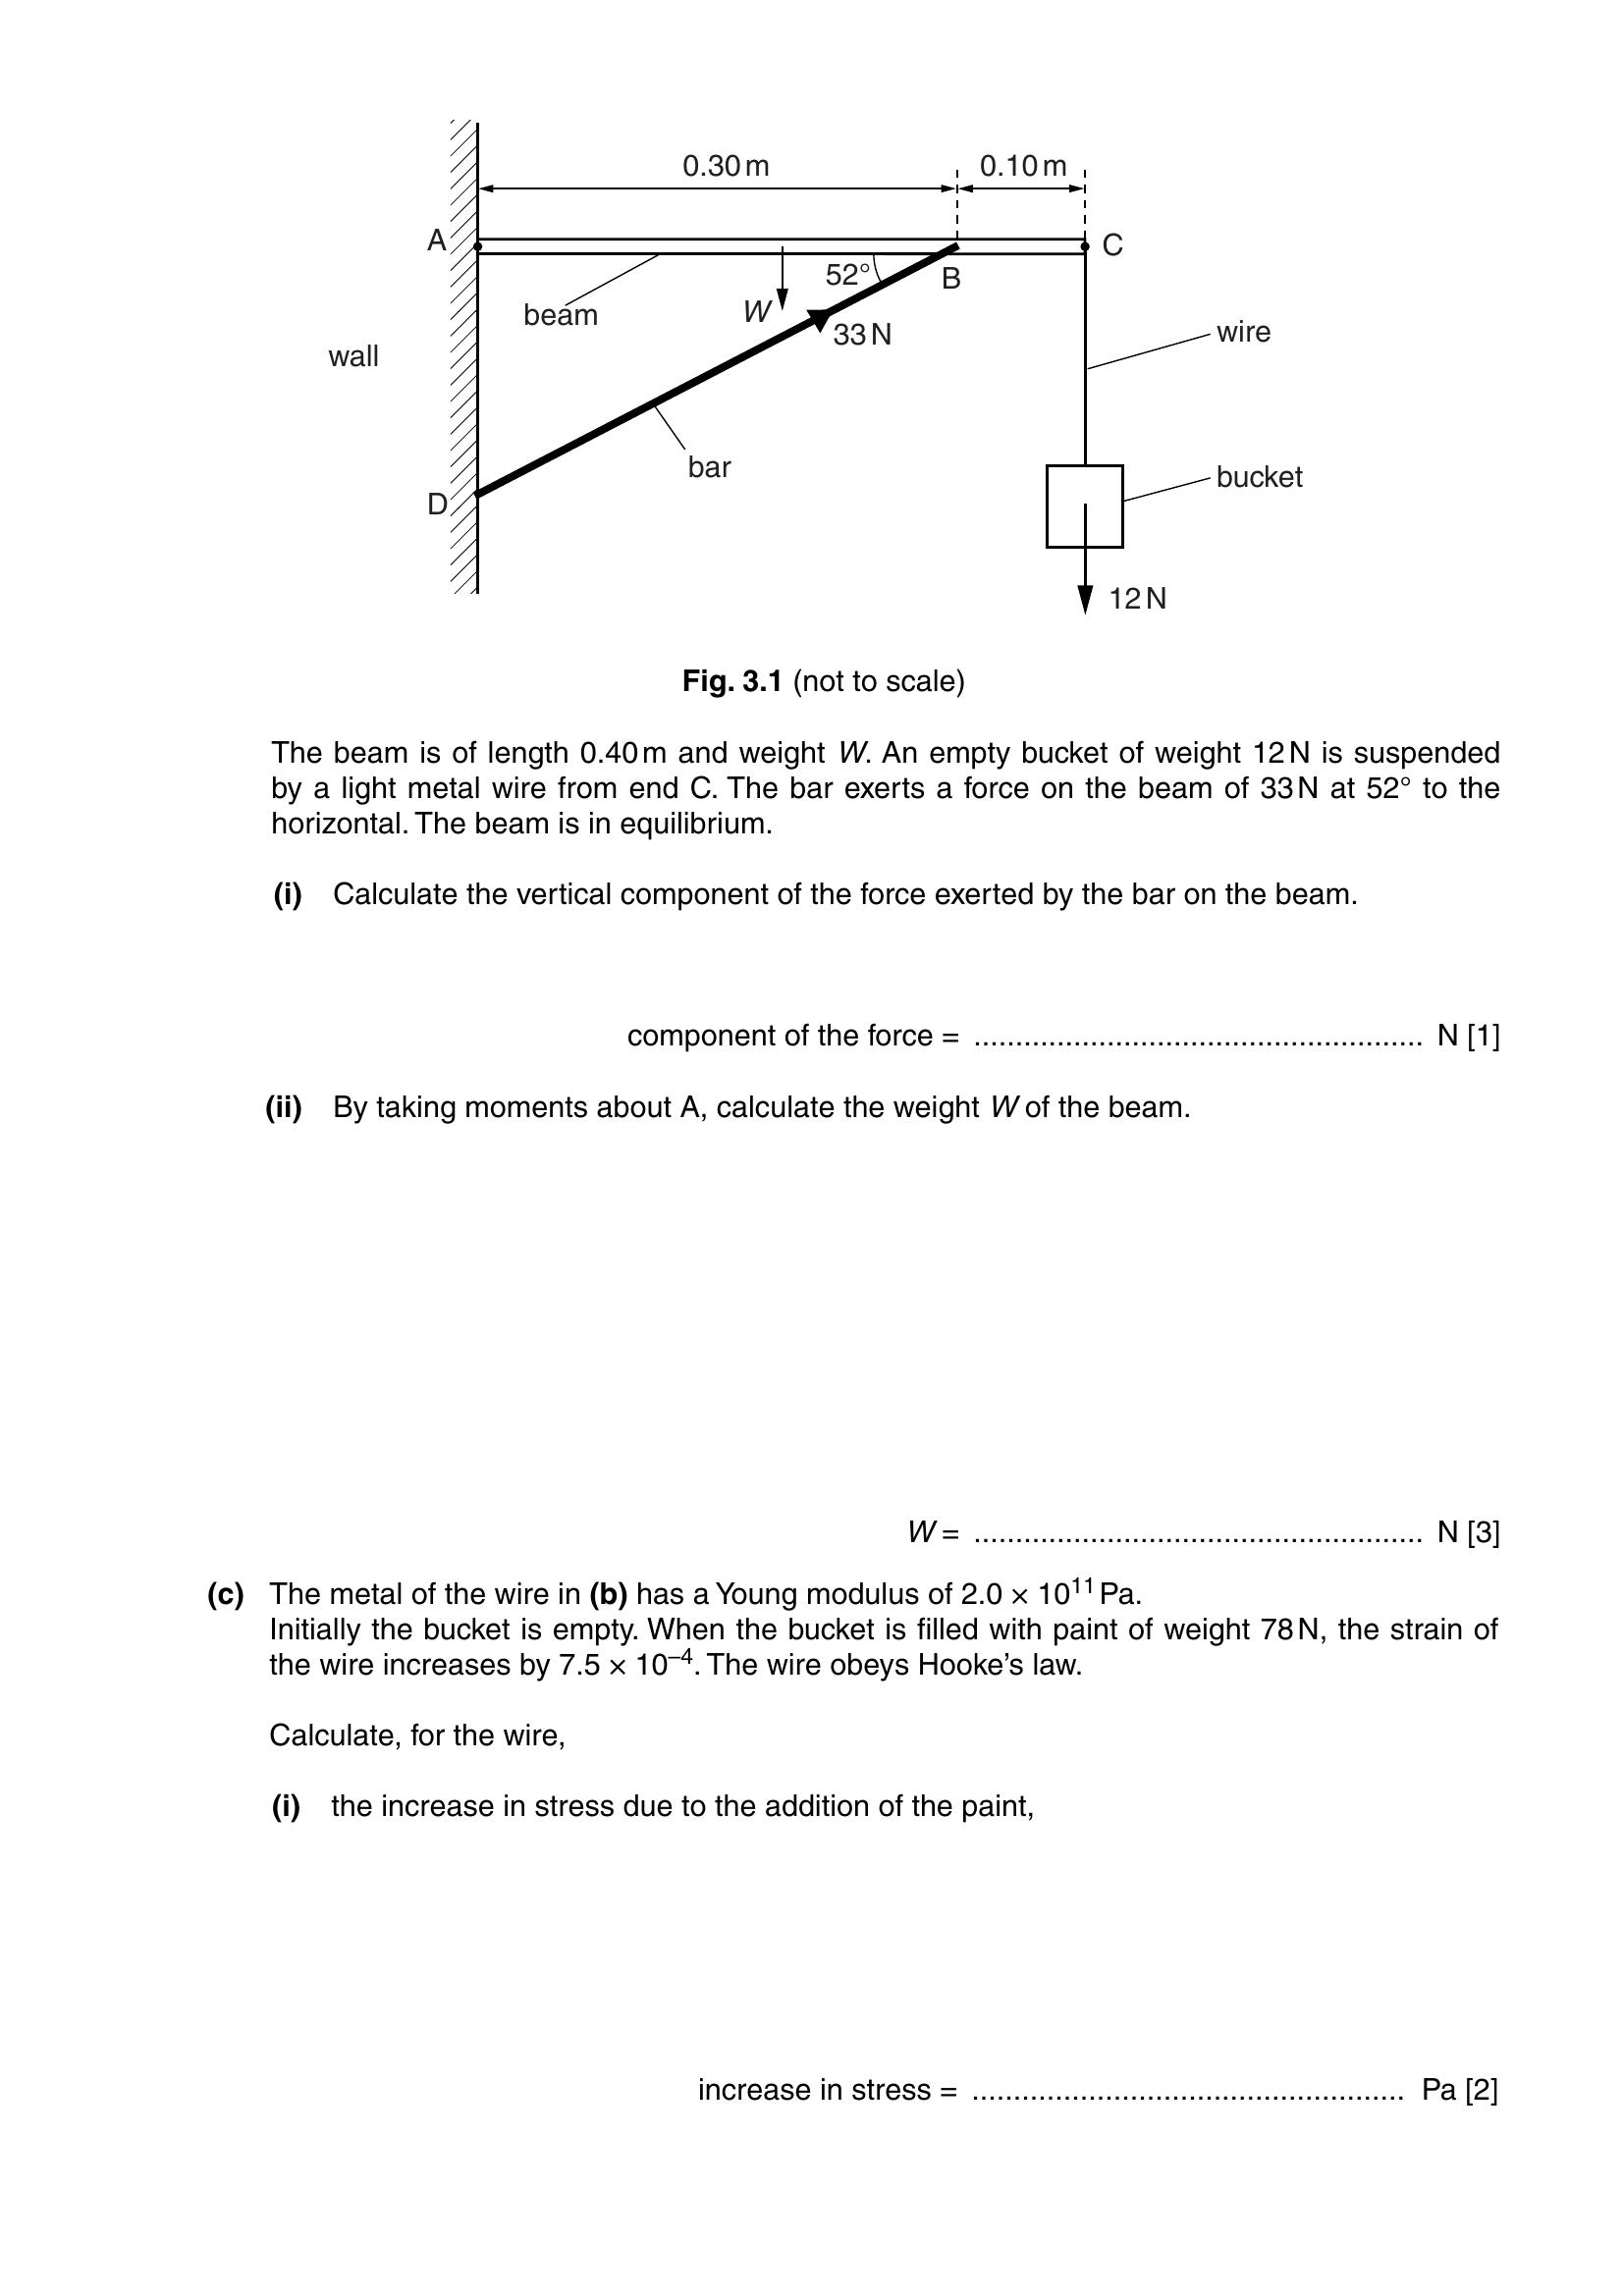 0.30 m
0.10 m
A
C
52°
B
W
beam
33 N
wire
wall
bar
bucket
D
12 N
Fig. 3.1 (not to scale)
The beam is of length 0.40 m and weight W. An empty bucket of weight 12 N is suspended
by a light metal wire from end C. The bar exerts a force on the beam of 33 N at 52° to the
horizontal. The beam is in equilibrium.
(i) Calculate the vertical component of the force exerted by the bar on the beam.
component of the force = ...................................................... N [1]
(ii) By taking moments about A, calculate the weight W of the beam.
W = ...................................................... N [3]
(c) The metal of the wire in (b) has a Young modulus of 2.0 × 10¹¹ Pa.
Initially the bucket is empty. When the bucket is filled with paint of weight 78 N, the strain of
the wire increases by 7.5 × 10⁻⁴. The wire obeys Hooke’s law.
Calculate, for the wire,
(i) the increase in stress due to the addition of the paint,
increase in stress = .................................................... Pa [2]